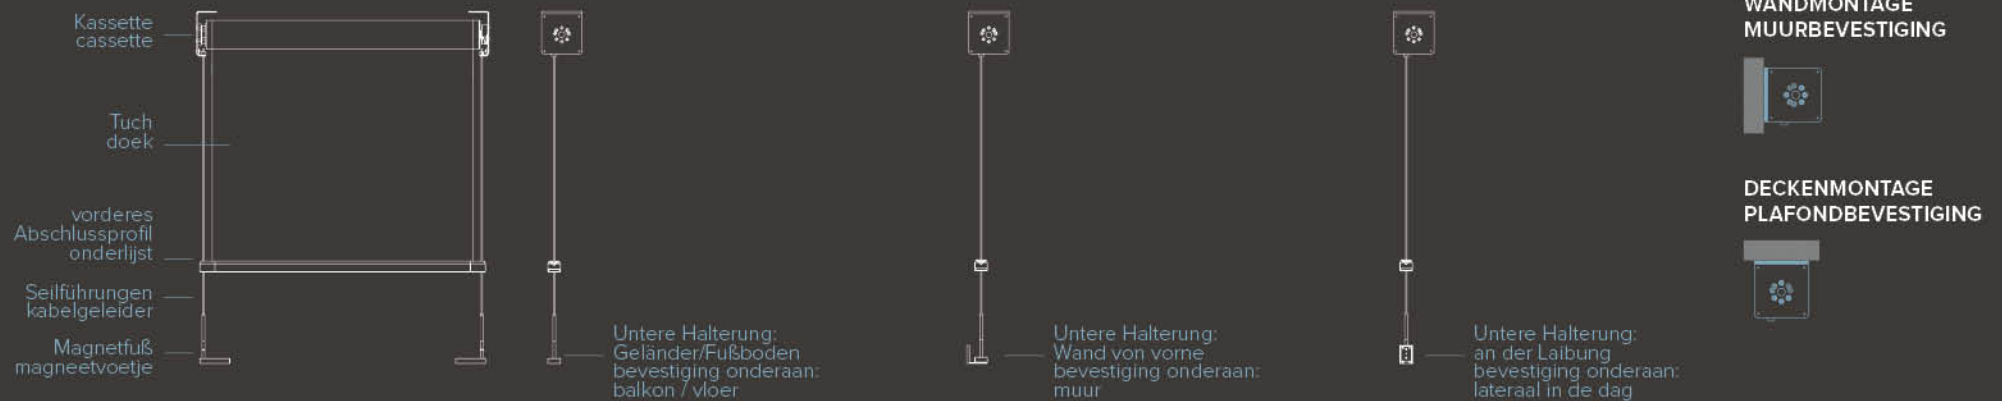 Kassette
cassette
Tuch
doek
vorderes
Abschlussprofil
onderlijst
Seilführungen
kabelgeleider
Magnetfuß
magneetvoetje
Untere Halterung:
Geländer/Fußboden
bevestiging onderaan:
balkon / vloer
Untere Halterung:
Wand von vorne
bevestiging onderaan:
muur
Untere Halterung:
an der Laibung
bevestiging onderaan:
lateraal in de dag
WANDMONTAGE
MUURBEVESTIGING
DECKENMONTAGE
PLAFONDBEVESTIGING